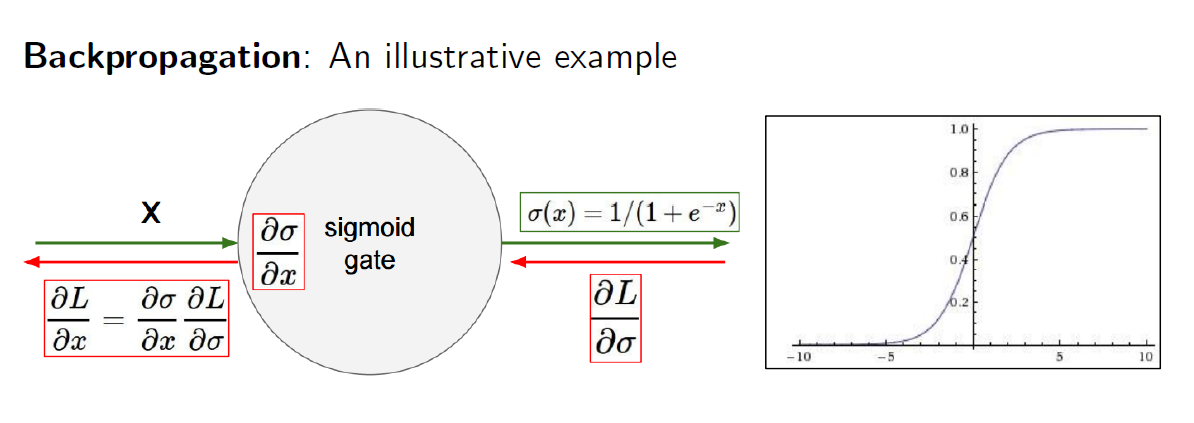 Backpropagation: An illustrative example
X
σ(x) = 1/(1 + e^{-x})
∂σ/∂x
sigmoid
gate
∂L/∂x = ∂σ/∂x ∂L/∂σ
∂L/∂σ
1.0
0.8
0.6
0.4
0.2
-10
-5
5
10